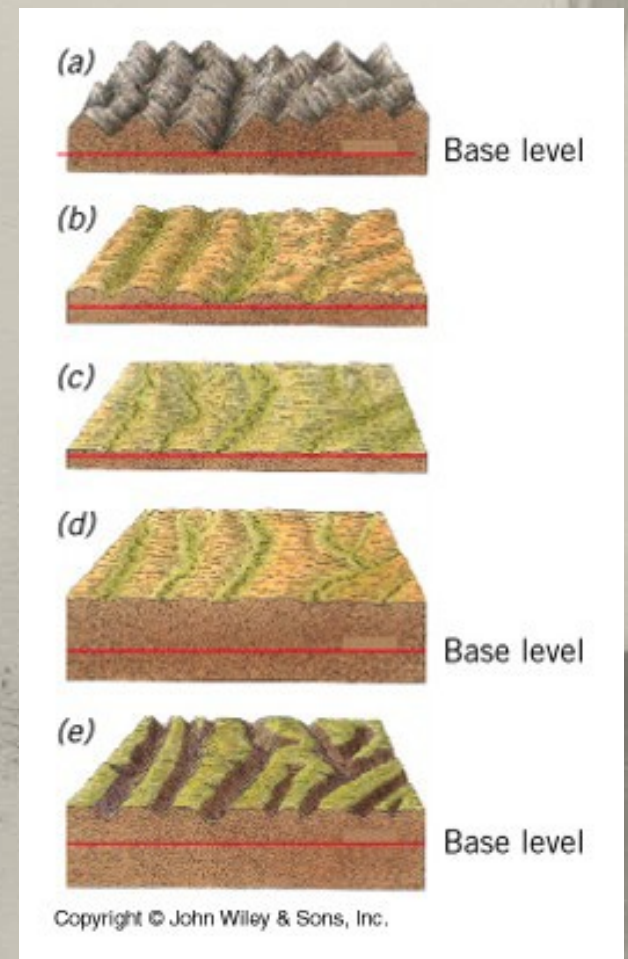 (a)
Base level
(b)
(c)
(d)
Base level
(e)
Base level
Copyright © John Wiley & Sons, Inc.